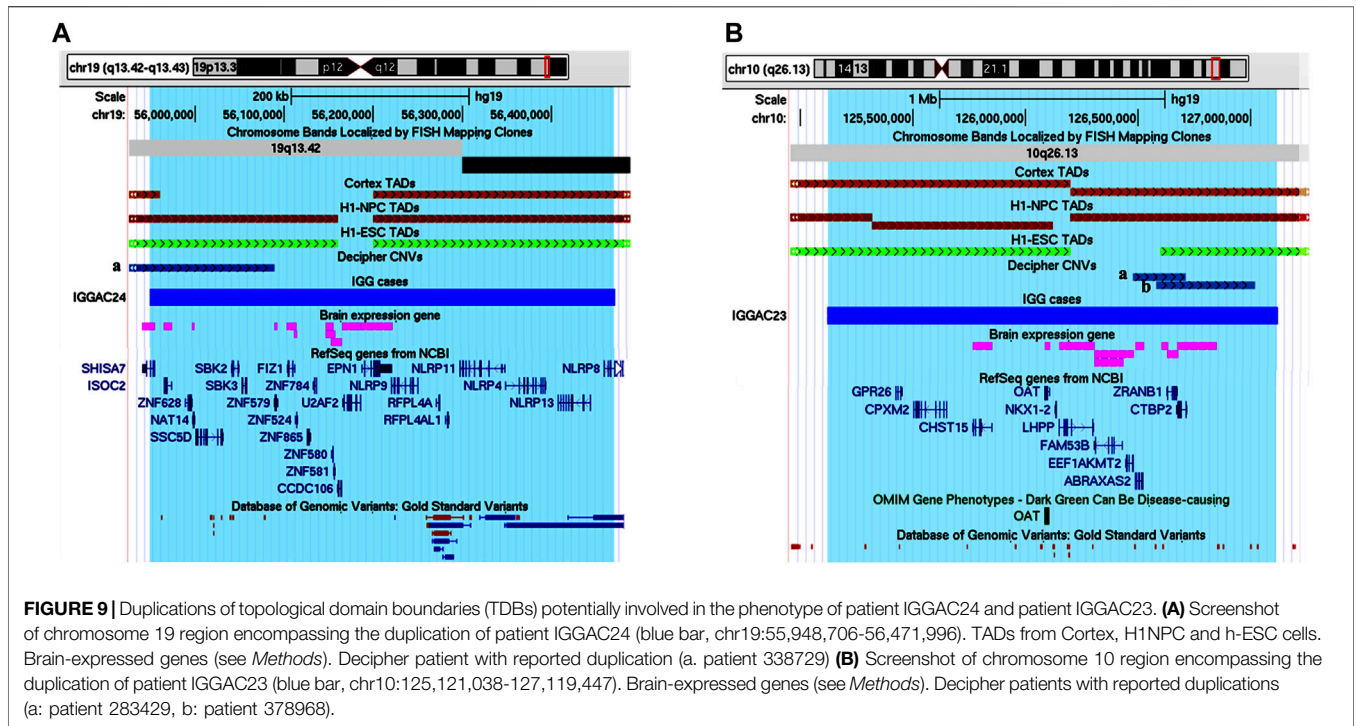 A
chr19 (q13.42-q13.43) 19p13.3 p12 q12
Scale 200 kb hg19
chr19: 56,000,000 56,100,000 56,200,000 56,300,000 56,400,000
Chromosome Bands Localized by FISH Mapping Clones
19q13.42
Cortex TADs
H1-NPC TADs
H1-ESC TADs
Decipher CNVs
a
IGG cases
IGGAC24
Brain expression gene
RefSeq genes from NCBI
SHISA7 SBK2 FIZ1 EPN1 NLRP11 NLRP8
ISOC2 SBK3 ZNF784 NLRP9 NLRP4
ZNF628 ZNF579 U2AF2 RFPL4A NLRP13
NAT14 ZNF524 RFPL4AL1
SSC5D ZNF865
ZNF580
ZNF581
CCDC106
Database of Genomic Variants: Gold Standard Variants
B
chr10 (q26.13) 14 13 21.1
Scale 1 Mb hg19
chr10: 125,500,000 126,000,000 126,500,000 127,000,000
Chromosome Bands Localized by FISH Mapping Clones
10q26.13
Cortex TADs
H1-NPC TADs
H1-ESC TADs
Decipher CNVs
a
b
IGG cases
IGGAC23
Brain expression gene
RefSeq genes from NCBI
GPR26 OAT ZRANB1
CPXM2 NKX1-2 CTBP2
CHST15 LHPP
FAM53B
EEF1AKMT2
ABRAXAS2
OMIM Gene Phenotypes - Dark Green Can Be Disease-causing
OAT
Database of Genomic Variants: Gold Standard Variants
FIGURE 9 | Duplications of topological domain boundaries (TDBs) potentially involved in the phenotype of patient IGGAC24 and patient IGGAC23. (A) Screenshot
of chromosome 19 region encompassing the duplication of patient IGGAC24 (blue bar, chr19:55,948,706-56,471,996). TADs from Cortex, H1NPC and h-ESC cells.
Brain-expressed genes (see Methods). Decipher patient with reported duplication (a. patient 338729) (B) Screenshot of chromosome 10 region encompassing the
duplication of patient IGGAC23 (blue bar, chr10:125,121,038-127,119,447). Brain-expressed genes (see Methods). Decipher patients with reported duplications
(a: patient 283429, b: patient 378968).